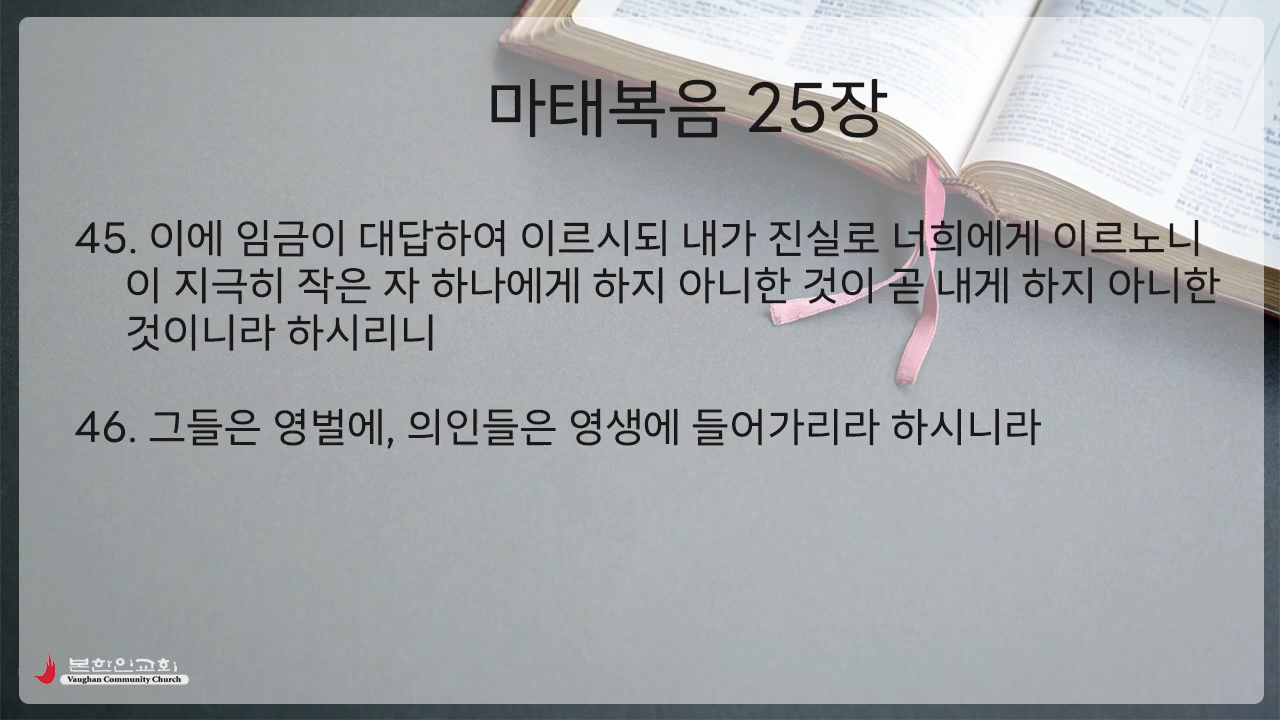 마태복음 25장
45. 이에 임금이 대답하여 이르시되 내가 진실로 너희에게 이르노니
이 지극히 작은 자 하나에게 하지 아니한 것이 곧 내게 하지 아니한
것이니라 하시리니
46. 그들은 영벌에, 의인들은 영생에 들어가리라 하시니라
본한인교회
Vaughan Community Church